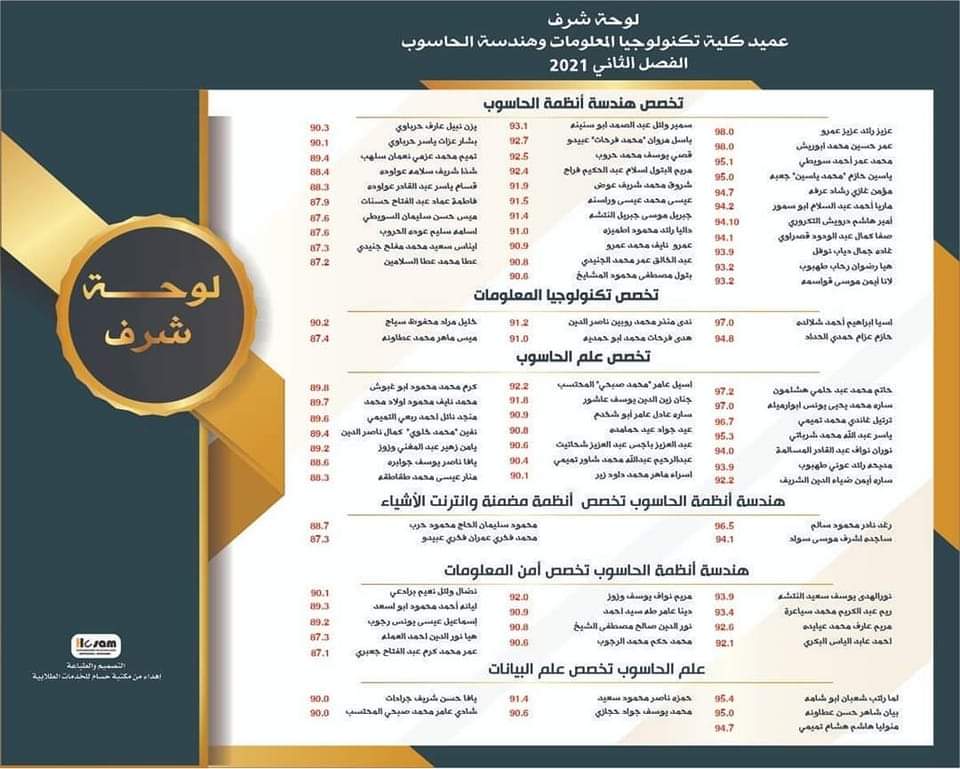 لوحة شرف
عميد كلية تكنولوجيا المعلومات وهندسة الحاسوب
الفصل الثاني 2021
لوحـــة
شرف
تخصص هندسة أنظمة الحاسوب
عزيز رائد عزيز عمرو 98.0
عمر حسين محمد ابوريش 98.0
محمد عمر أحمد سويطي 95.1
ياسين حازم "محمد ياسين" جعبه 95.0
مؤمن غازي رشاد عرفه 94.7
ماريا أحمد عبد السلام ابو سمور 94.2
أمير هاشم درويش التكروري 94.10
صفا كمال عبد الودود قصراوي 94.1
غاده جمال دياب نوفل 93.9
هيا رضوان رحاب طهبوب 93.2
لانا أيمن موسى قواسمه 93.2
سمير وائل عبد الصمد ابو سنينه 93.1
باسل مروان "محمد فرحات" عبيدو 92.7
قصي يوسف محمد حروب 92.5
مريم البتول اسلام عبد الحكيم فراح 92.4
شروق محمد شريف عوض 91.9
عيسى محمد عيسى وراسنه 91.5
جبريل موسى جبريل النتشه 91.4
داليا رائد محمود اطميزه 91.0
عمرو نايف محمد عمرو 90.9
عبد الخالق عمر محمد الجنيدي 90.8
بتول مصطفى محمود المشايخ 90.6
يزن نبيل عارف حرباوي 90.3
بشار عزات ياسر حرباوي 90.1
تميم محمد عزمي نعمان سلهب 89.4
شذا شريف سلامه عواوده 88.4
قسام ياسر عبد القادر عواوده 88.3
فاطمة عماد عبد الفتاح حسنات 87.9
ميس حسن سليمان السويطي 87.6
اسامه سليم عوده الحروب 87.6
ايناس سعيد محمد مفلح جنيدي 87.3
عطا محمد عطا السلامين 87.2
تخصص تكنولوجيا المعلومات
اسيا ابراهيم أحمد شلالده 97.0
حازم عزام حمدي الحداد 94.8
ندى منذر محمد روبين ناصر الدين 91.2
هدى فرحات محمد ابو حمديه 91.0
خليل مراد محفوظ سياج 90.2
ميس ماهر محمد عطاونه 87.4
تخصص علم الحاسوب
حاتم محمد عبد حلمي هشلمون 97.2
ساره محمد يحيى يونس ابوارميله 97.0
ترتيل غاندي محمد تميمي 96.7
ياسر عبد الله محمد شرباتي 95.3
نوران نواف عبد القادر المسالمة 94.0
مديحه رائد عوني طهبوب 93.9
ساره أيمن ضياء الدين الشريف 92.2
اسيل عامر "محمد صبحي" المحتسب 92.2
جنان زين الدين يوسف عاشور 91.8
ساره عادل عامر أبو شخدم 90.9
عبد جواد عبد حمامده 90.8
عبد العزيز باجس عبد العزيز شحاتيت 90.6
عبدالرحيم عبدالله محمد شاور تميمي 90.4
اسراء ماهر محمد داود زير 90.1
كرم محمد محمود ابو غبوش 89.8
محمد نايف محمود اولاد محمد 89.7
منجد نائل احمد ربعي التميمي 89.6
لفين "محمد خلوي" كمال ناصر الدين 89.4
يامن زهير عبد المغني وزوز 89.2
يافا ناصر يوسف جوابره 88.6
منار عيسى محمد طقاطقه 88.3
هندسة أنظمة الحاسوب تخصص أنظمة مضمنة وانترنت الأشياء
رغد نادر محمود سالم 96.5
ساجده اشرف موسى سواد 94.1
محمود سليمان الحاج محمود حرب 88.7
محمد فكري عمران فكري عبيدو 87.3
هندسة أنظمة الحاسوب تخصص أمن المعلومات
نورالهدى يوسف سعيد النتشه 93.9
ريم عبد الكريم محمد سباعرة 93.4
مريم عارف محمد عيايده 92.6
احمد عابد الباس البكري 92.1
مريم نواف يوسف وزوز 92.0
دينا عامر طه سيد احمد 90.9
نور الدين صالح مصطفى الشيخ 90.8
محمد حكم محمد الرجوب 90.6
نضال وائل نعيم برادعي 90.1
ليانه أحمد محمود ابو اسعد 89.3
إسماعيل عيسى يونس رجوب 89.2
هيا نور الدين احمد العمله 87.3
عمر محمد كرم عبد الفتاح جعبري 87.1
علم الحاسوب تخصص علم البيانات
لما راتب شعبان ابو شامه 95.4
بيان شاهر حسن عطاونه 95.0
منوليا هاشم هشام تميمي 94.7
حمزه ناصر محمود سعيد 91.4
محمد يوسف جواد حجازي 90.6
يافا حسن شريف جرادات 90.0
شادي عامر محمد صبحي المحتسب 90.0
التصميم والطباعة
إهداء من مكتبة حسام للخدمات الطلابية